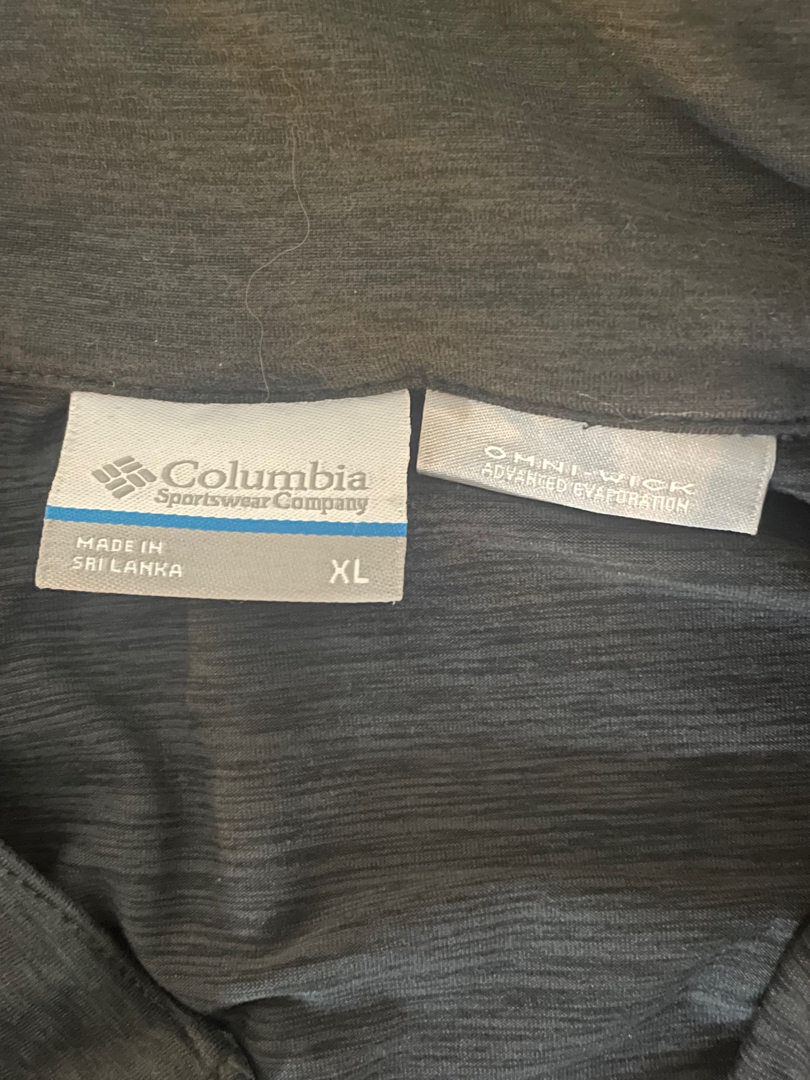 Columbia
Sportswear Company
MADE IN
SRI LANKA
XL
OMNI-WICK
ADVANCED EVAPORATION